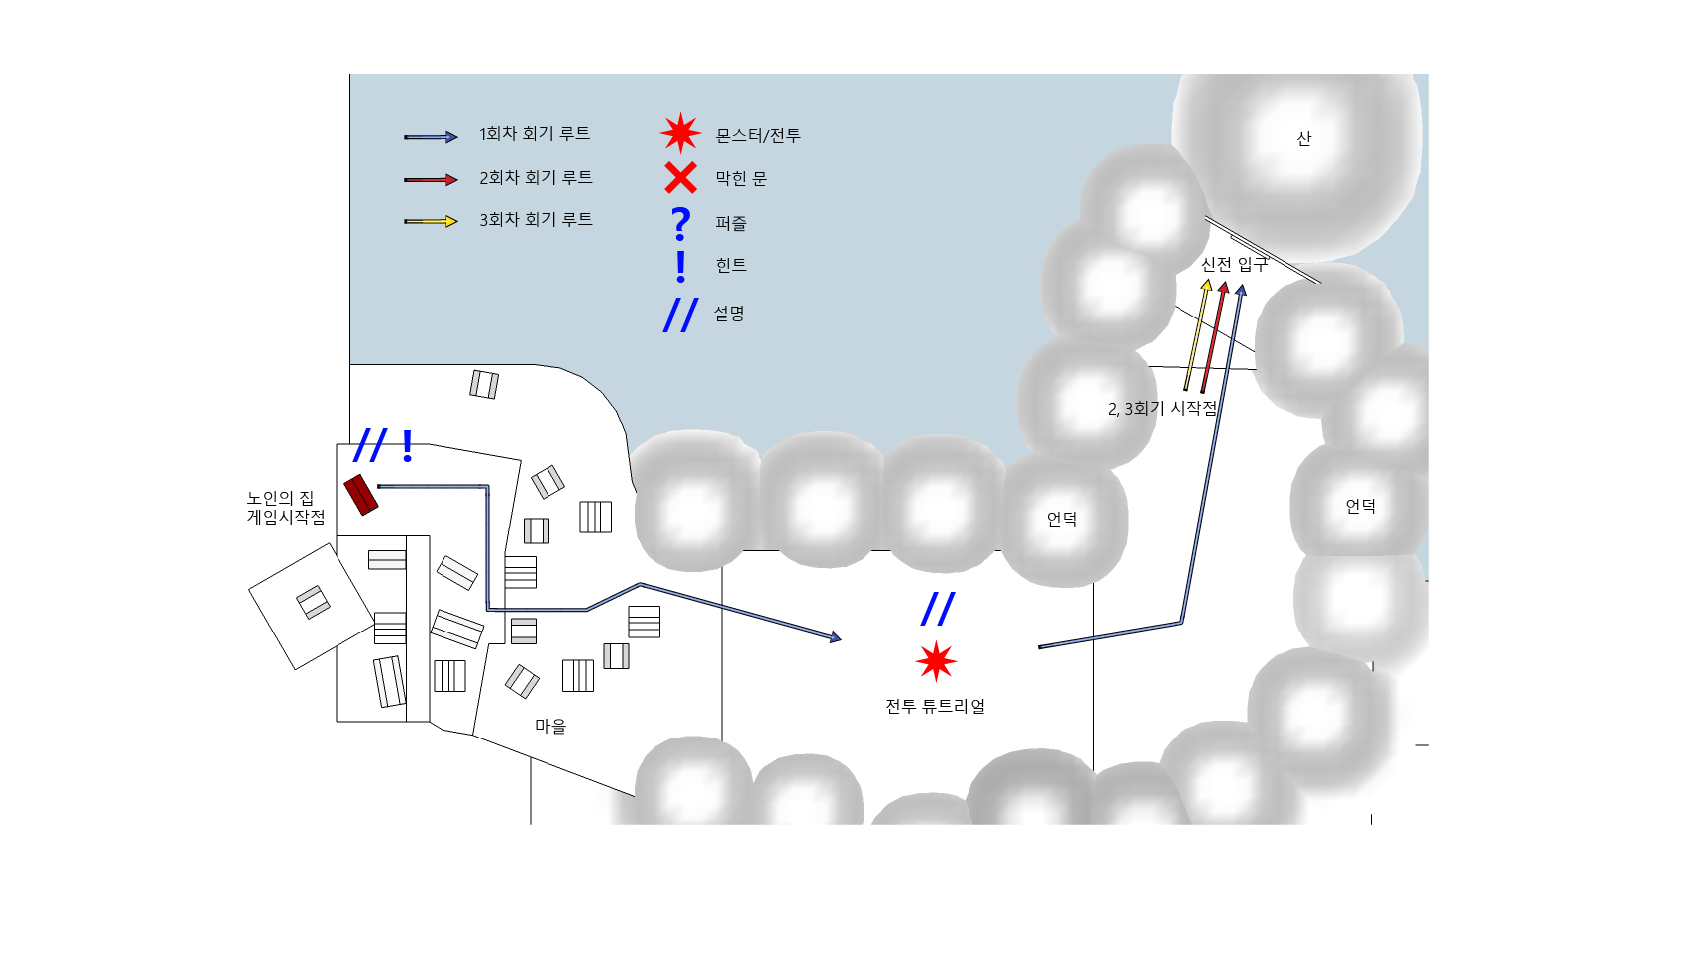 1회차 회기 루트
2회차 회기 루트
3회차 회기 루트
몬스터/전투
막힌 문
? 퍼즐
! 힌트
// 설명
산
신전 입구
2, 3회기 시작점
// !
노인의 집
게임시작점
언덕
언덕
//
전투 튜트리얼
마을